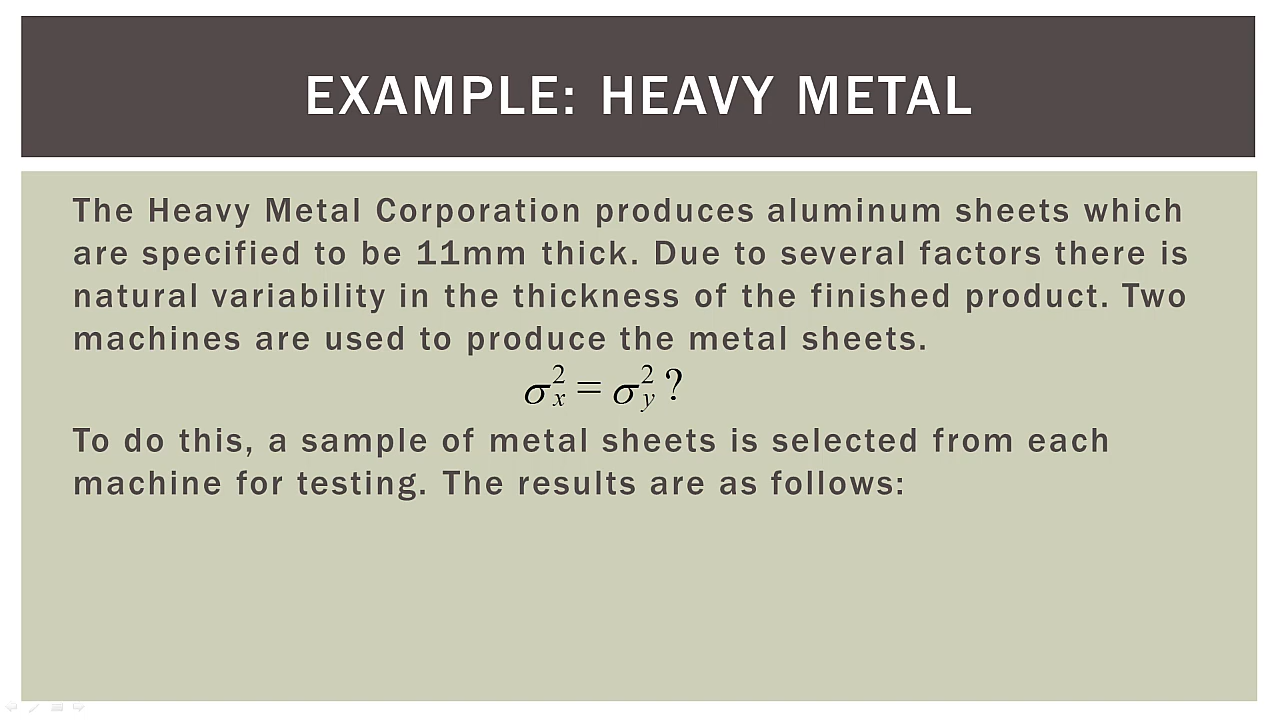 EXAMPLE: HEAVY METAL
The Heavy Metal Corporation produces aluminum sheets which
are specified to be 11mm thick. Due to several factors there is
natural variability in the thickness of the finished product. Two
machines are used to produce the metal sheets.
σ²ₓ = σ²ᵧ ?
To do this, a sample of metal sheets is selected from each
machine for testing. The results are as follows: